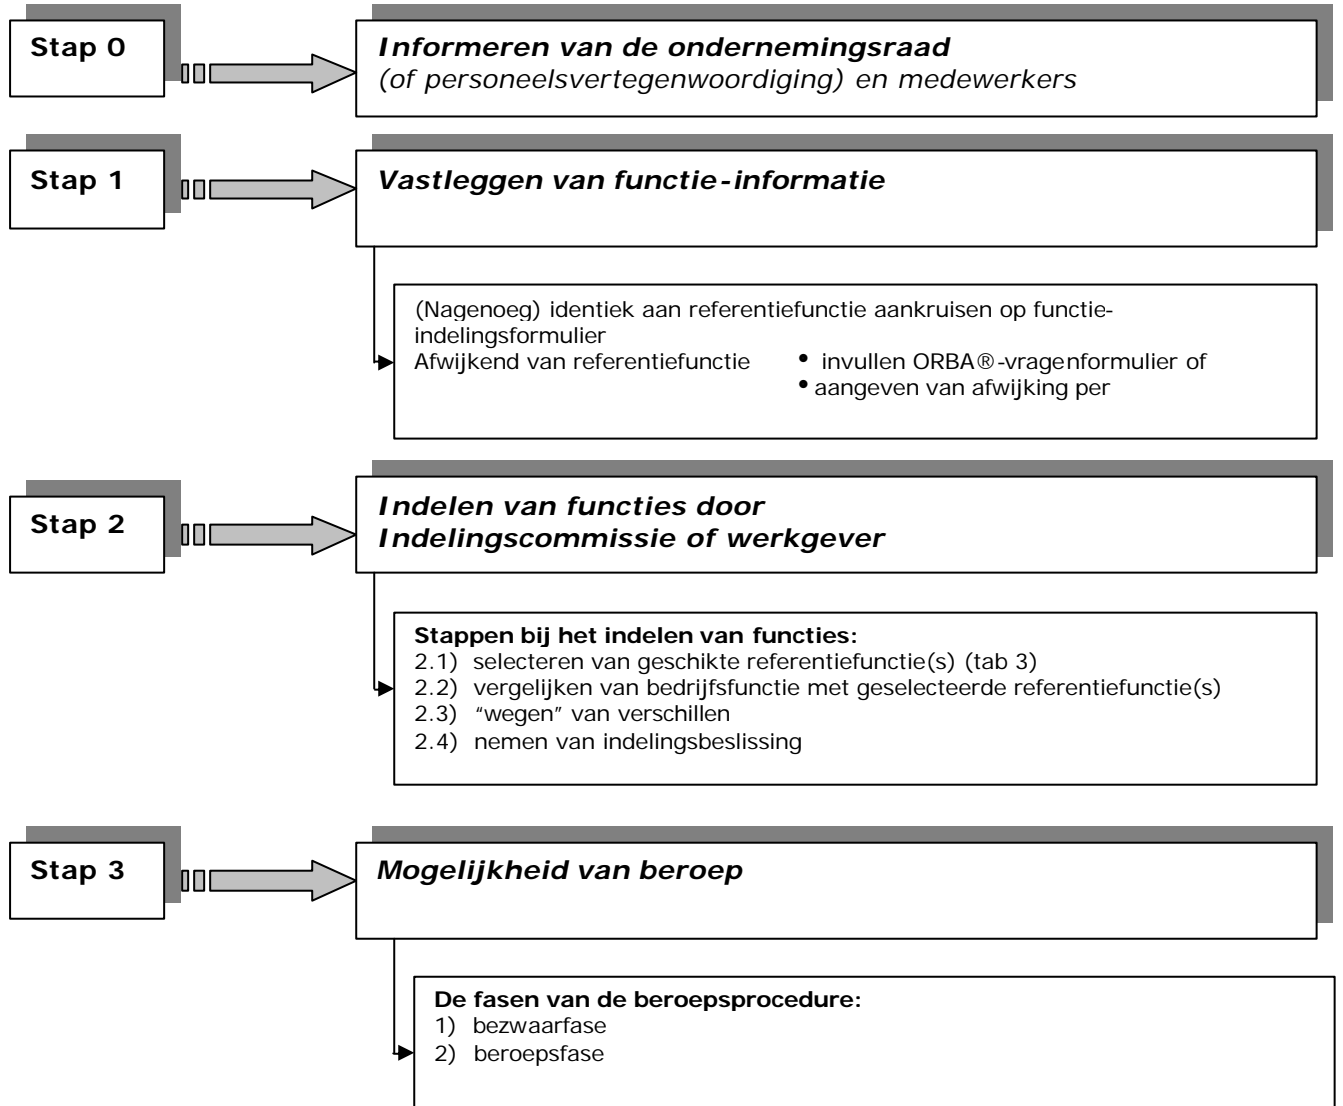 Stap 0
Informeren van de ondernemingsraad
(of personeelsvertegenwoordiging) en medewerkers
Stap 1
Vastleggen van functie-informatie
(Nagenoeg) identiek aan referentiefunctie aankruisen op functie-
indelingsformulier
Afwijkend van referentiefunctie • invullen ORBA®-vragenformulier of
• aangeven van afwijking per
Stap 2
Indelen van functies door
Indelingscommissie of werkgever
Stappen bij het indelen van functies:
2.1) selecteren van geschikte referentiefunctie(s) (tab 3)
2.2) vergelijken van bedrijfsfunctie met geselecteerde referentiefunctie(s)
2.3) “wegen” van verschillen
2.4) nemen van indelingsbeslissing
Stap 3
Mogelijkheid van beroep
De fasen van de beroepsprocedure:
1) bezwaarfase
2) beroepsfase